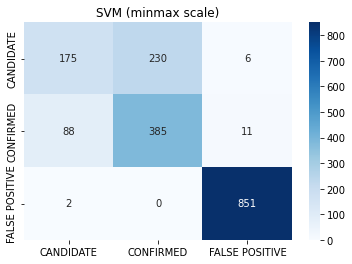 SVM (minmax scale)
CANDIDATE
175 230 6
CONFIRMED
88 385 11
FALSE POSITIVE
2 0 851
CANDIDATE CONFIRMED FALSE POSITIVE
800
700
600
500
400
300
200
100
0